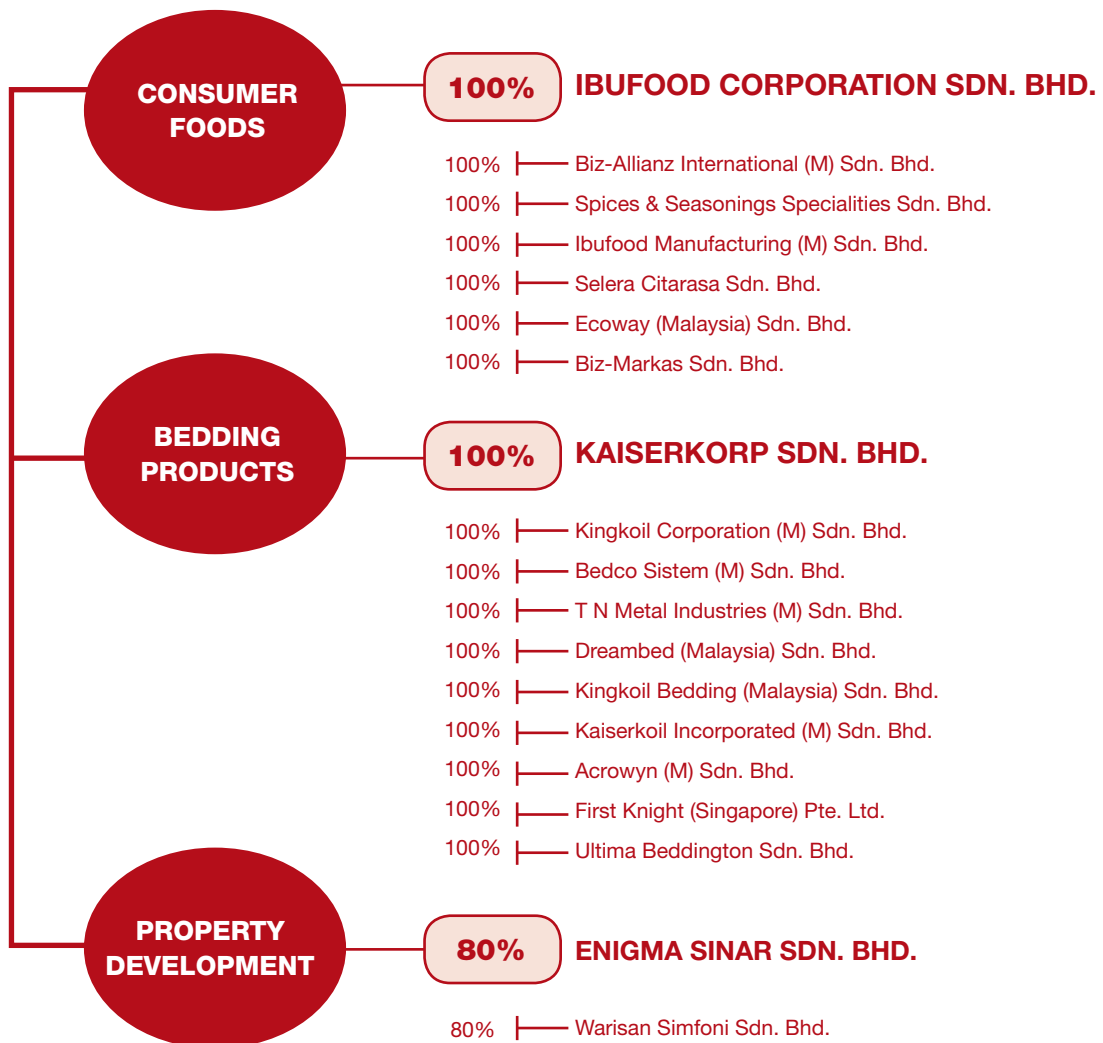 CONSUMER
FOODS
100% IBUFOOD CORPORATION SDN. BHD.
100% Biz-Allianz International (M) Sdn. Bhd.
100% Spices & Seasonings Specialities Sdn. Bhd.
100% Ibufood Manufacturing (M) Sdn. Bhd.
100% Selera Citarasa Sdn. Bhd.
100% Ecoway (Malaysia) Sdn. Bhd.
100% Biz-Markas Sdn. Bhd.
BEDDING
PRODUCTS
100% KAISERKORP SDN. BHD.
100% Kingkoil Corporation (M) Sdn. Bhd.
100% Bedco Sistem (M) Sdn. Bhd.
100% T N Metal Industries (M) Sdn. Bhd.
100% Dreambed (Malaysia) Sdn. Bhd.
100% Kingkoil Bedding (Malaysia) Sdn. Bhd.
100% Kaiserkoil Incorporated (M) Sdn. Bhd.
100% Acrowyn (M) Sdn. Bhd.
100% First Knight (Singapore) Pte. Ltd.
100% Ultima Beddington Sdn. Bhd.
PROPERTY
DEVELOPMENT
80% ENIGMA SINAR SDN. BHD.
80% Warisan Simfoni Sdn. Bhd.